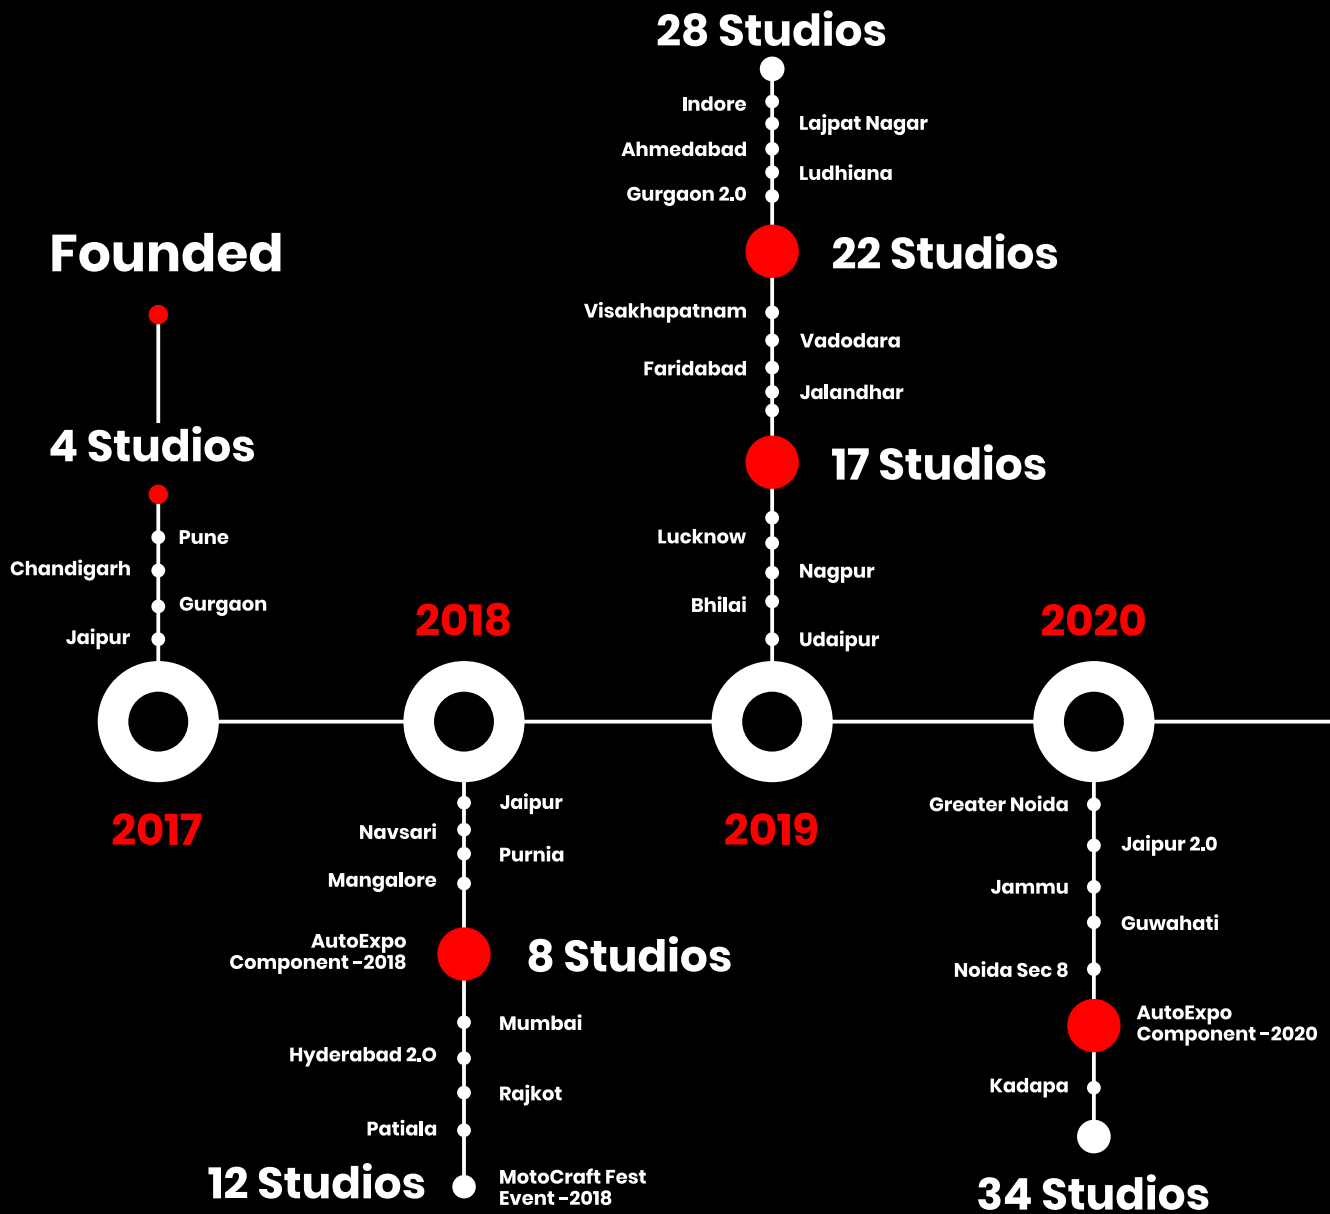 Founded
4 Studios
Pune
Chandigarh
Gurgaon
Jaipur
2017
2018
Jaipur
Navsari
Purnia
Mangalore
AutoExpo
Component -2018
8 Studios
Mumbai
Hyderabad 2.O
Rajkot
Patiala
12 Studios
MotoCraft Fest
Event -2018
28 Studios
Indore
Lajpat Nagar
Ahmedabad
Ludhiana
Gurgaon 2.0
22 Studios
Visakhapatnam
Vadodara
Faridabad
Jalandhar
17 Studios
Lucknow
Nagpur
Bhilai
Udaipur
2019
2020
Greater Noida
Jaipur 2.0
Jammu
Guwahati
Noida Sec 8
AutoExpo
Component -2020
Kadapa
34 Studios